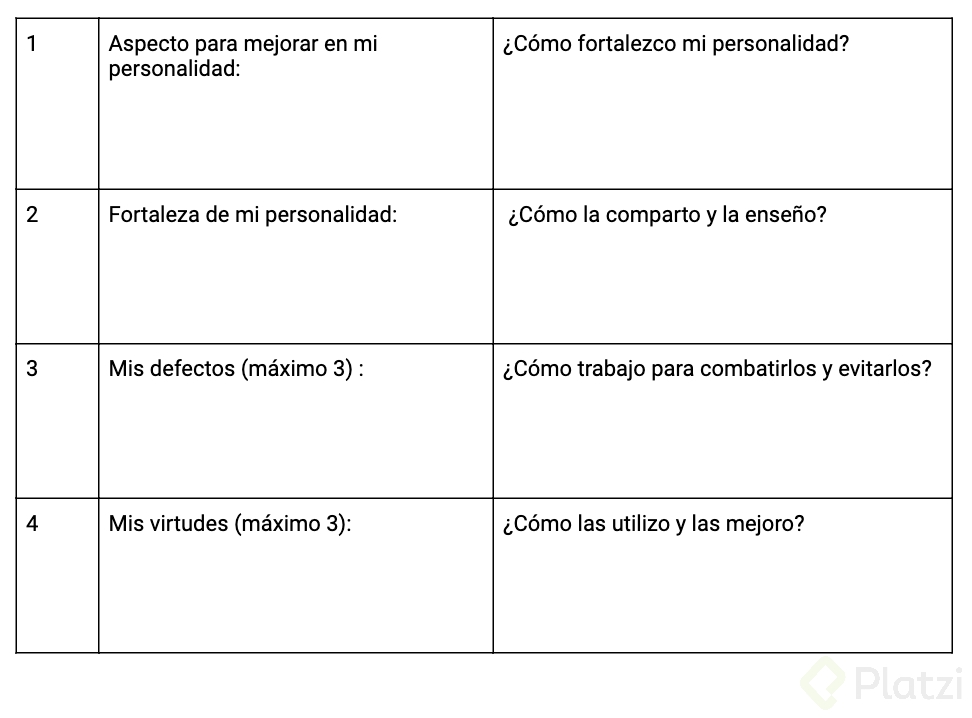 1
Aspecto para mejorar en mi
personalidad:
¿Cómo fortalezco mi personalidad?
2
Fortaleza de mi personalidad:
¿Cómo la comparto y la enseño?
3
Mis defectos (máximo 3) :
¿Cómo trabajo para combatirlos y evitarlos?
4
Mis virtudes (máximo 3):
¿Cómo las utilizo y las mejoro?
Platzi